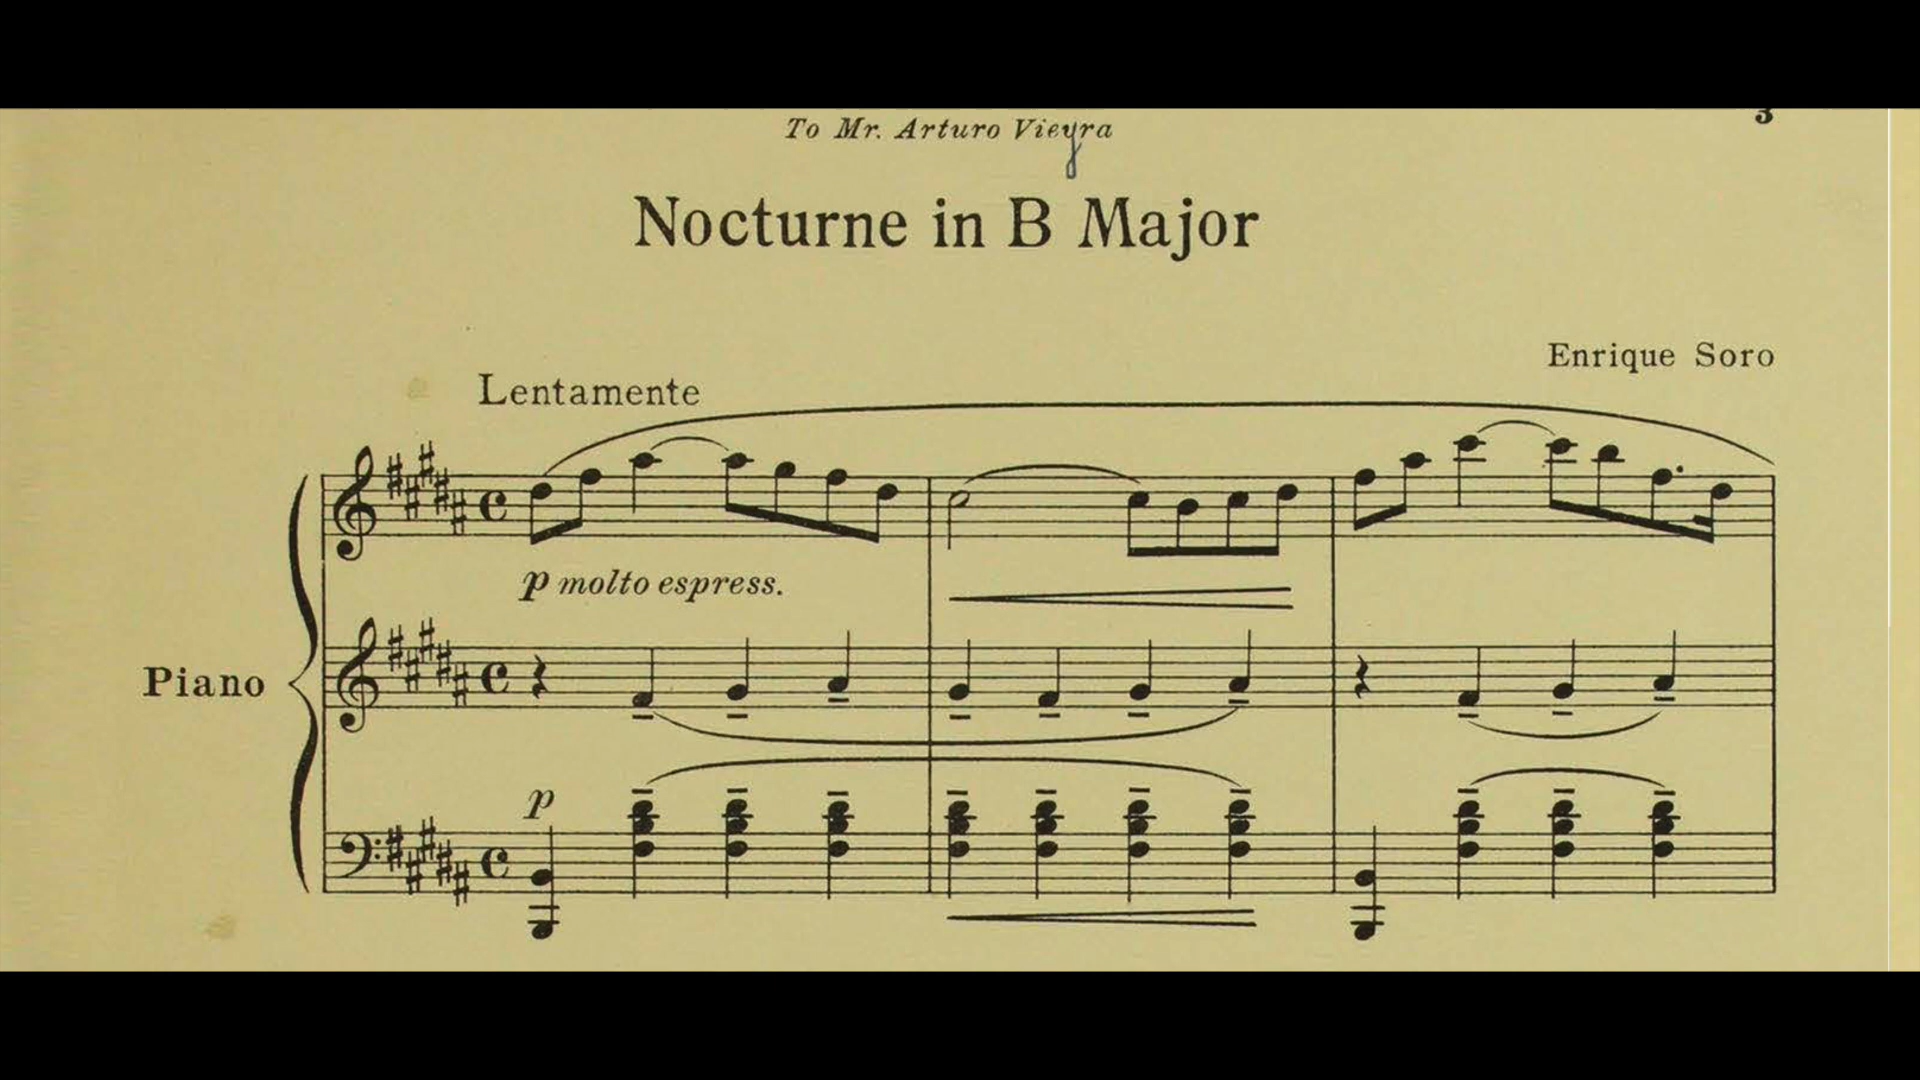 3
To Mr. Arturo Vieyra
Nocturne in B Major
Enrique Soro
Lentamente
p molto espress.
Piano
p